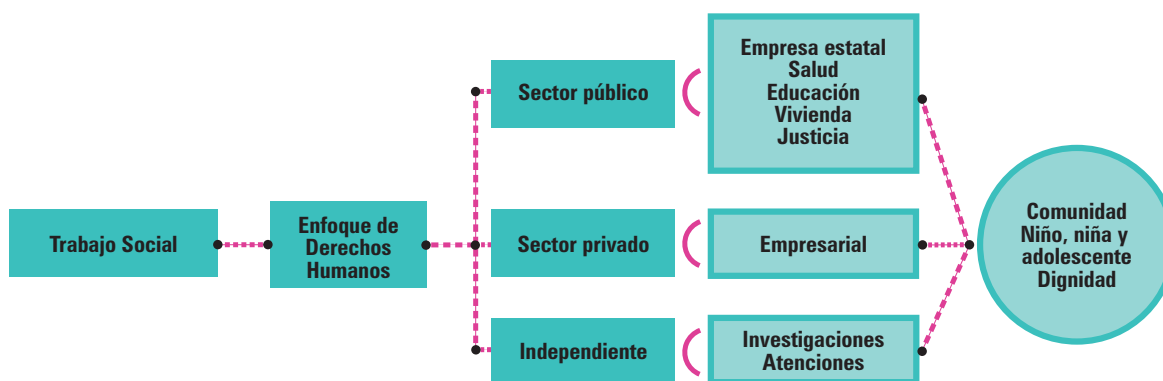 Trabajo Social
Enfoque de
Derechos
Humanos
Sector público
Empresa estatal
Salud
Educación
Vivienda
Justicia
Sector privado
Empresarial
Independiente
Investigaciones
Atenciones
Comunidad
Niño, niña y
adolescente
Dignidad